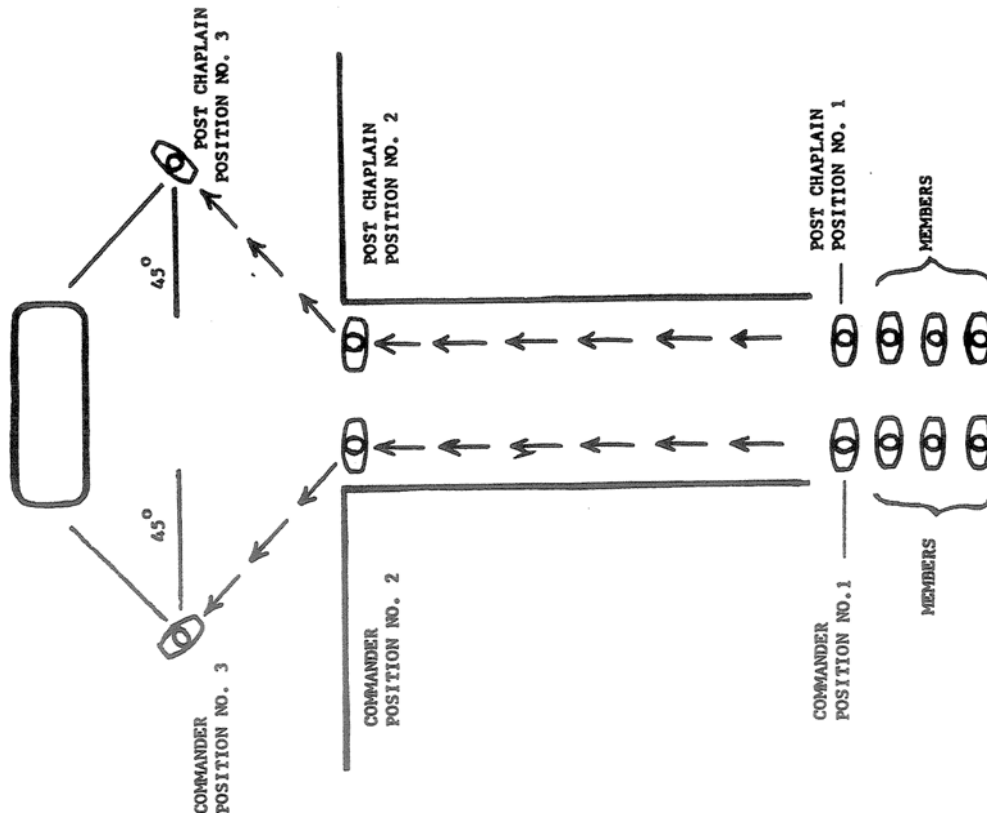 POST CHAPLAIN
POSITION NO. 3
45°
45°
COMMANDER
POSITION NO. 3
POST CHAPLAIN
POSITION NO. 2
COMMANDER
POSITION NO. 2
POST CHAPLAIN
POSITION NO. 1
COMMANDER
POSITION NO.1
MEMBERS
MEMBERS